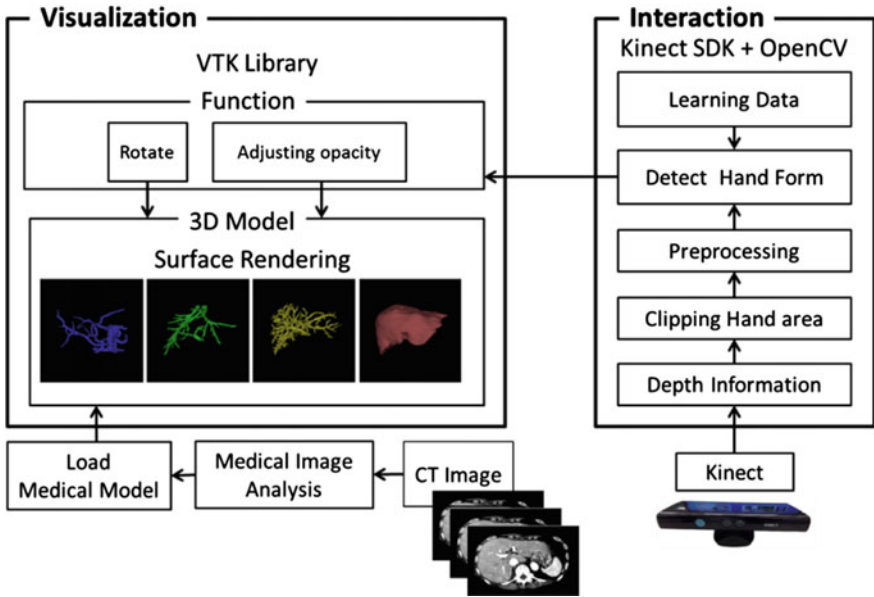 Visualization
VTK Library
Function
Rotate
Adjusting opacity
3D Model
Surface Rendering
Load
Medical Model
Medical Image
Analysis
CT Image
Interaction
Kinect SDK + OpenCV
Learning Data
Detect Hand Form
Preprocessing
Clipping Hand area
Depth Information
Kinect